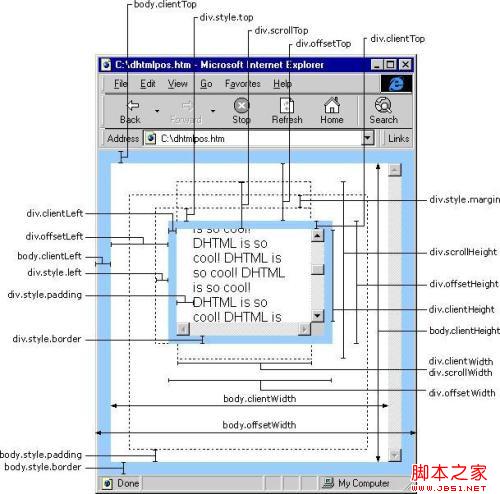 body.clientTop
div.style.top
div.scrollTop
div.offsetTop
div.clientTop
C:\dhtmlpos.htm - Microsoft Internet Explorer
File Edit View Go Favorites Help
Back Forward Stop Refresh Home Search
Address C:\dhtmlpos.htm Links
div.style.margin
div.clientLeft
div.offsetLeft
body.clientLeft
div.style.left
div.style.padding
div.style.border
is so cool!
DHTML is so
cool! DHTML is
so cool! DHTML
is so cool!
DHTML is so
cool! DHTML is
div.scrollHeight
div.offsetHeight
div.clientHeight
body.clientHeight
div.clientWidth
div.scrollWidth
div.offsetWidth
body.clientWidth
body.offsetWidth
body.style.padding
body.style.border
Done My Computer
脚本之家
www.jb51.net